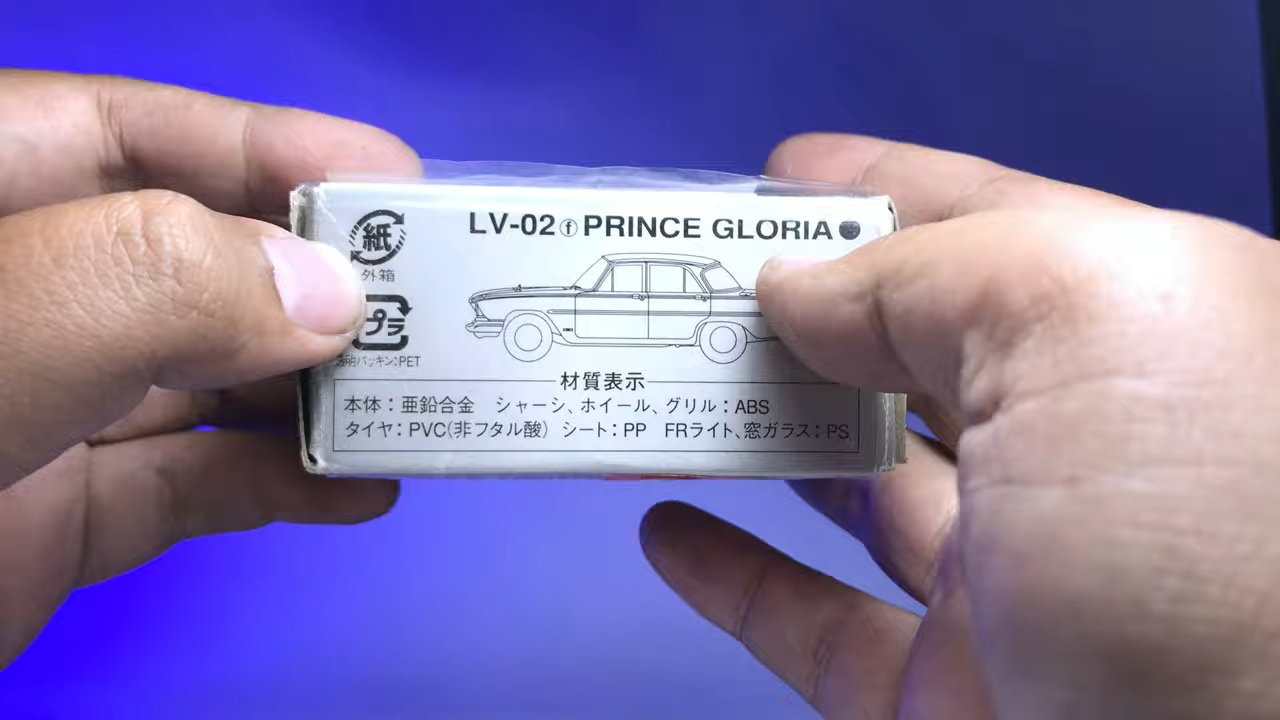 LV-02 ⓕ PRINCE GLORIA ●
紙
外箱
プラ
透明パッキン:PET
材質表示
本体:亜鉛合金 シャーシ、ホイール、グリル:ABS
タイヤ:PVC(非フタル酸) シート:PP FRライト、窓ガラス:PS